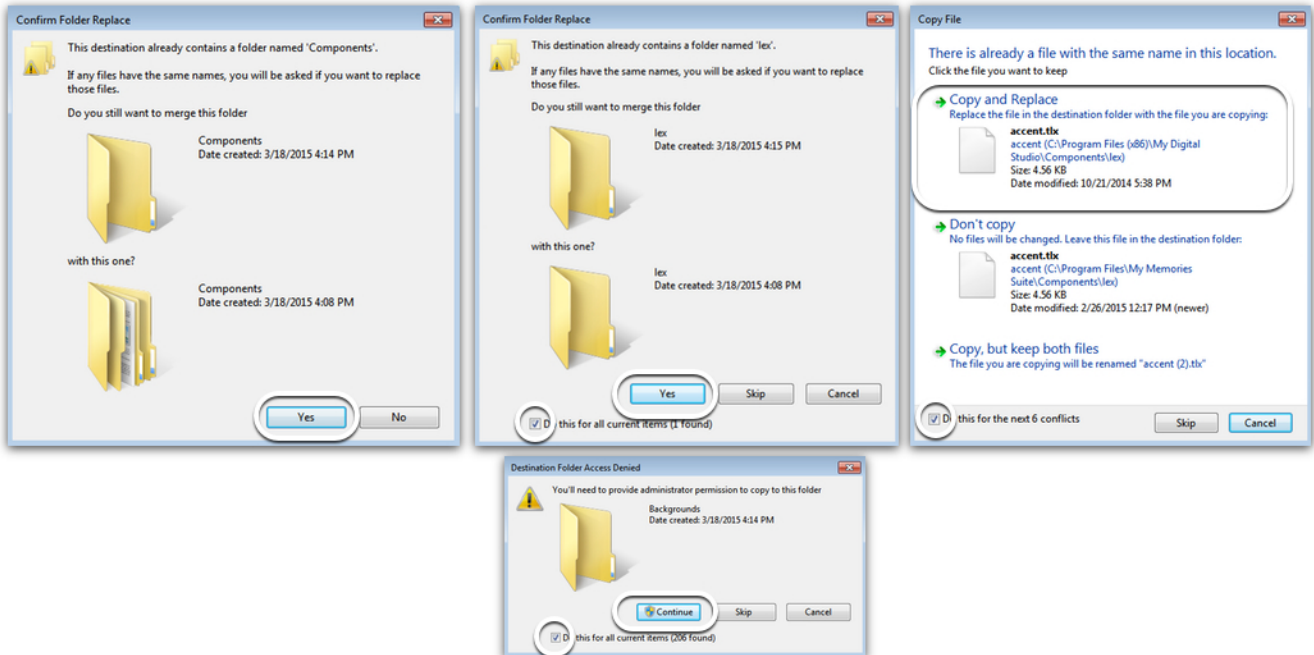 Confirm Folder Replace
This destination already contains a folder named 'Components'.
If any files have the same names, you will be asked if you want to replace
those files.
Do you still want to merge this folder
Components
Date created: 3/18/2015 4:14 PM
with this one?
Components
Date created: 3/18/2015 4:08 PM
Yes
No
Confirm Folder Replace
This destination already contains a folder named 'lex'.
If any files have the same names, you will be asked if you want to replace
those files.
Do you still want to merge this folder
lex
Date created: 3/18/2015 4:15 PM
with this one?
lex
Date created: 3/18/2015 4:08 PM
Yes
Skip
Cancel
D this for all current items (1 found)
Copy File
There is already a file with the same name in this location.
Click the file you want to keep
Copy and Replace
Replace the file in the destination folder with the file you are copying:
accent.tlx
accent (C:\Program Files (x86)\My Digital
Studio\Components\lex)
Size: 4.56 KB
Date modified: 10/21/2014 5:38 PM
Don't copy
No files will be changed. Leave this file in the destination folder:
accent.tlx
accent (C:\Program Files\My Memories
Suite\Components\lex)
Size: 4.56 KB
Date modified: 2/26/2015 12:17 PM (newer)
Copy, but keep both files
The file you are copying will be renamed "accent (2).tlx"
D this for the next 6 conflicts
Skip
Cancel
Destination Folder Access Denied
You'll need to provide administrator permission to copy to this folder
Backgrounds
Date created: 3/18/2015 4:14 PM
Continue
Skip
Cancel
D this for all current items (206 found)